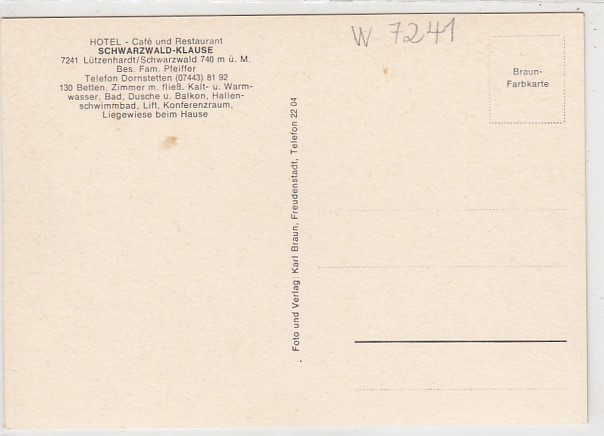 HOTEL - Café und Restaurant
SCHWARZWALD-KLAUSE
7241 Lützenhardt/Schwarzwald 740 m ü. M.
Bes. Fam. Pfeiffer
Telefon Dornstetten (07443) 81 92
130 Betten, Zimmer m. fließ. Kalt- u. Warm-
wasser, Bad, Dusche u. Balkon, Hallen-
schwimmbad, Lift, Konferenzraum,
Liegewiese beim Hause
Foto und Verlag: Karl Braun, Freudenstadt, Telefon 22 04
W 7241
Braun-
Farbkarte